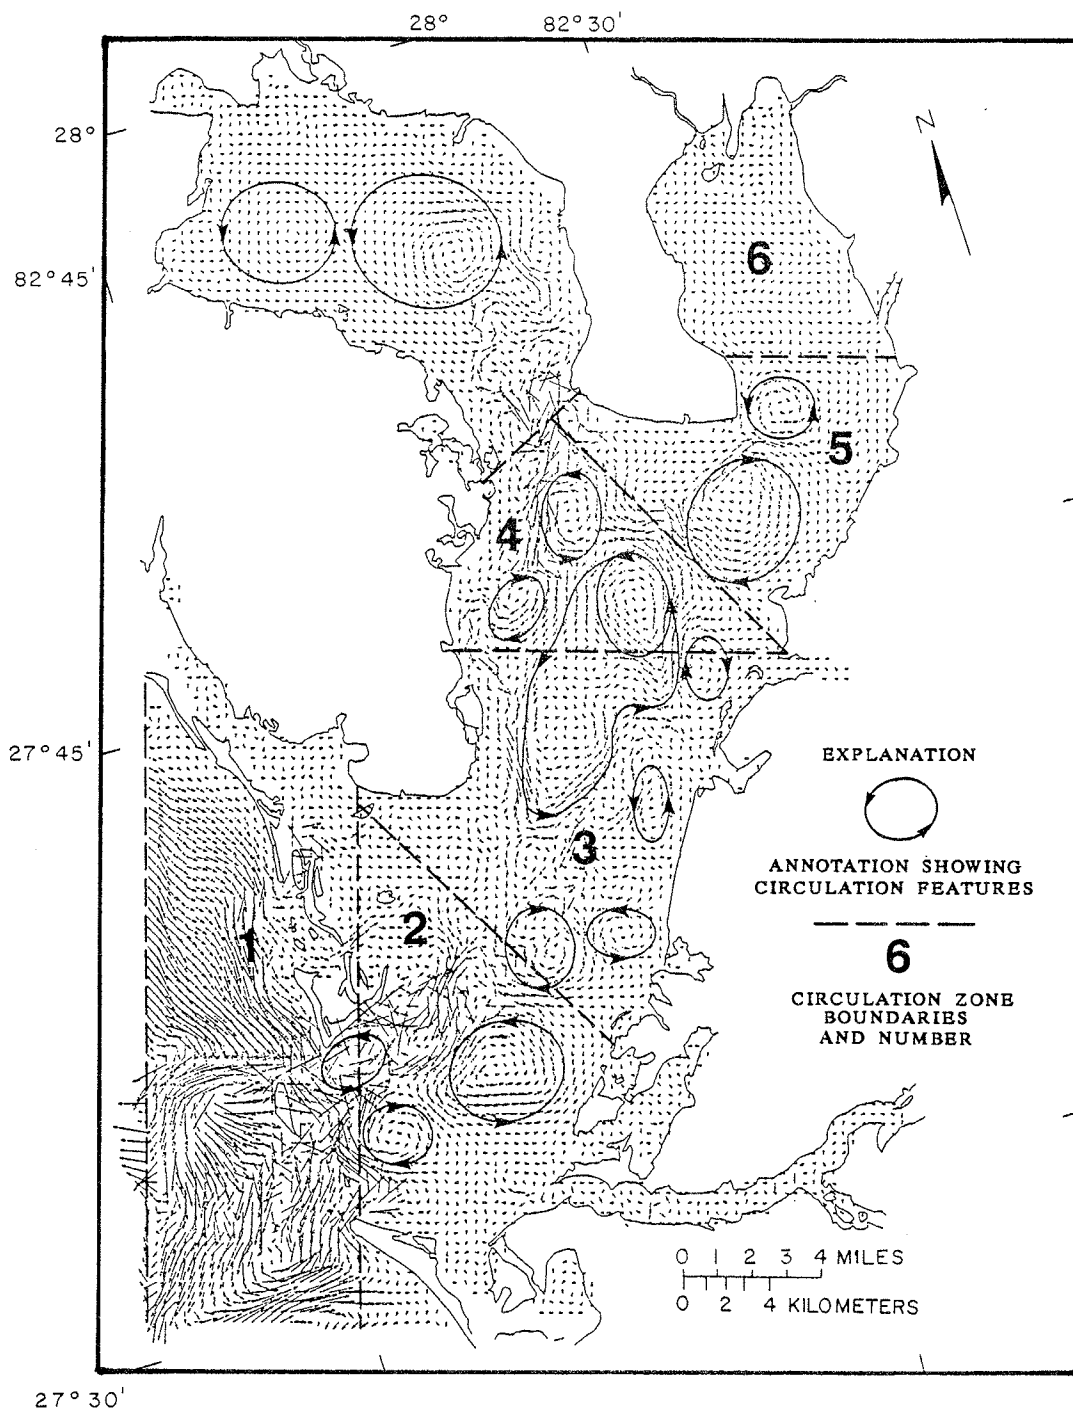 28° 82°30'
28°
N
82°45'
6
5
4
27°45'
EXPLANATION
3
ANNOTATION SHOWING
CIRCULATION FEATURES
2
1
6
CIRCULATION ZONE
BOUNDARIES
AND NUMBER
0 1 2 3 4 MILES
0 2 4 KILOMETERS
27°30'